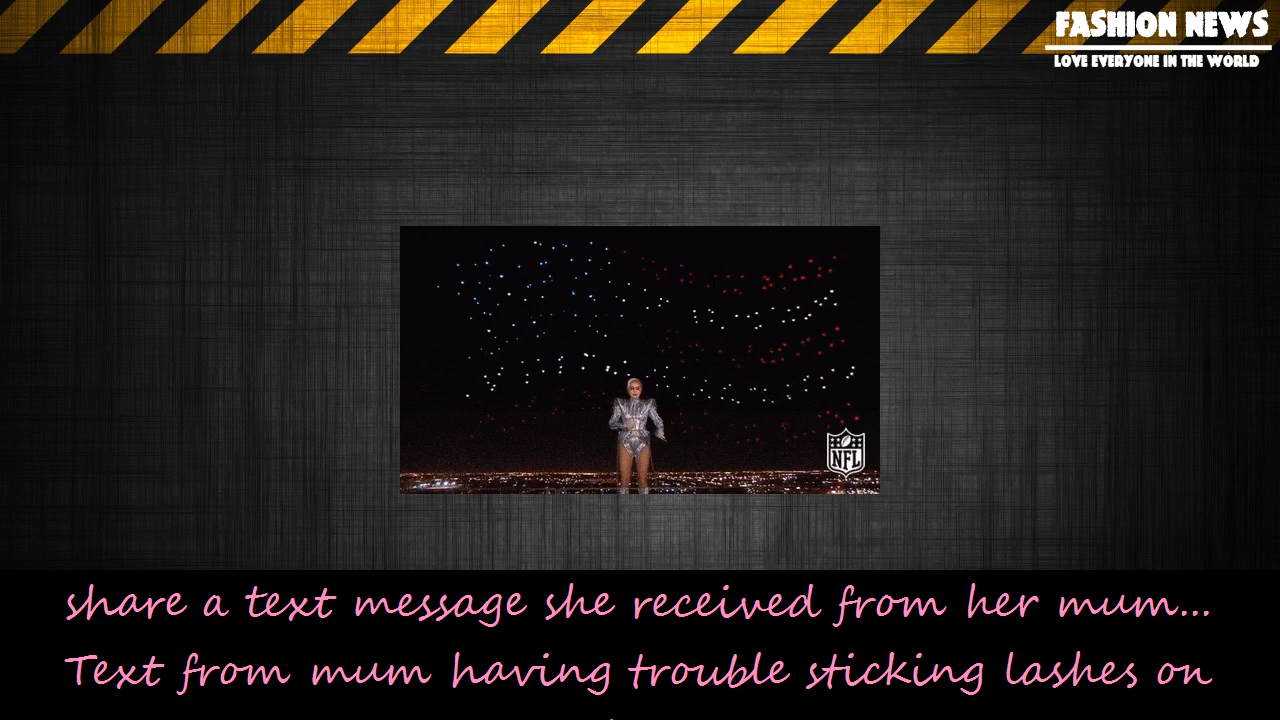 FASHION NEWS
LOVE EVERYONE IN THE WORLD
NFL
share a text message she received from her mum...
Text from mum having trouble sticking lashes on